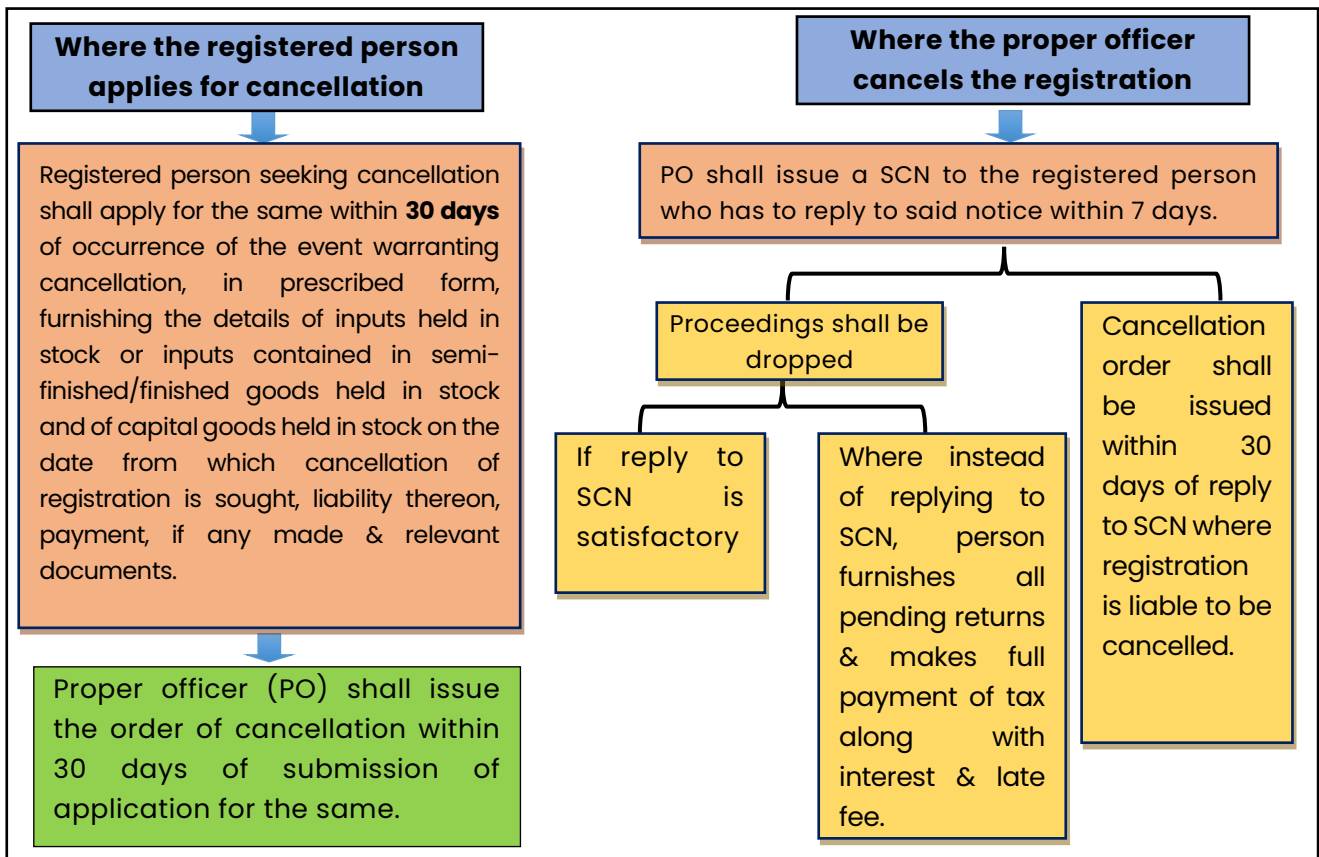 Where the registered person
applies for cancellation
Registered person seeking cancellation
shall apply for the same within 30 days
of occurrence of the event warranting
cancellation, in prescribed form,
furnishing the details of inputs held in
stock or inputs contained in semi-
finished/finished goods held in stock
and of capital goods held in stock on the
date from which cancellation of
registration is sought, liability thereon,
payment, if any made & relevant
documents.
Proper officer (PO) shall issue
the order of cancellation within
30 days of submission of
application for the same.
Where the proper officer
cancels the registration
PO shall issue a SCN to the registered person
who has to reply to said notice within 7 days.
Proceedings shall be
dropped
If reply to
SCN is
satisfactory
Where instead
of replying to
SCN, person
furnishes all
pending returns
& makes full
payment of tax
along with
interest & late
fee.
Cancellation
order shall
be issued
within 30
days of reply
to SCN where
registration
is liable to be
cancelled.